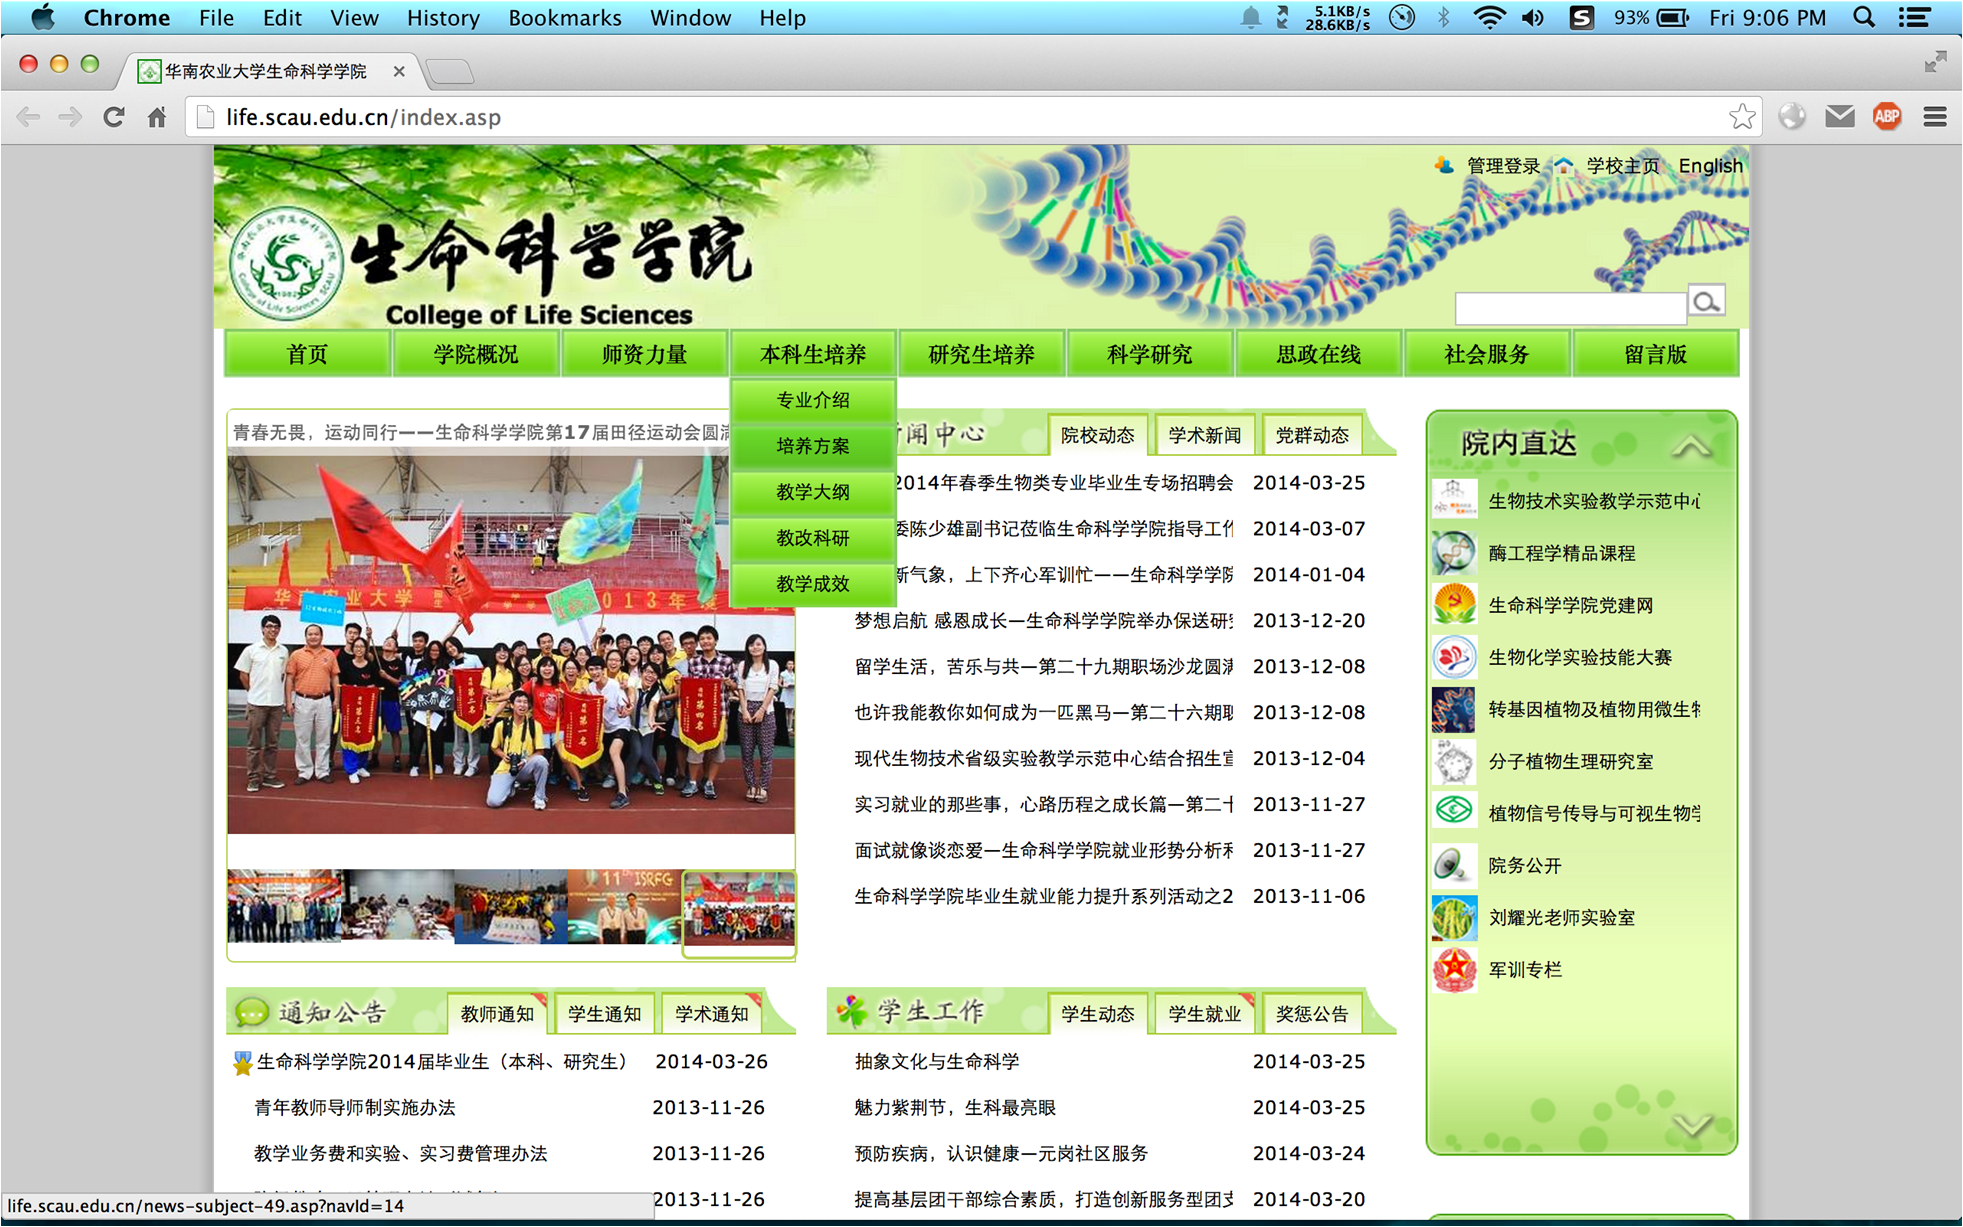 Chrome File Edit View History Bookmarks Window Help 5.1KB/s 28.6KB/s 93% Fri 9:06 PM
华南农业大学生命科学学院
life.scau.edu.cn/index.asp
ABP
管理登录 学校主页 English
生命科学学院
College of Life Sciences
首页 学院概况 师资力量 本科生培养 研究生培养 科学研究 思政在线 社会服务 留言版
专业介绍
培养方案
教学大纲
教改科研
教学成效
青春无畏，运动同行——生命科学学院第17届田径运动会圆满
闻中心 院校动态 学术新闻 党群动态
2014年春季生物类专业毕业生专场招聘会 2014-03-25
委陈少雄副书记莅临生命科学学院指导工作 2014-03-07
新气象，上下齐心军训忙——生命科学学院 2014-01-04
梦想启航 感恩成长—生命科学学院举办保送研 2013-12-20
留学生活，苦乐与共—第二十九期职场沙龙圆满 2013-12-08
也许我能教你如何成为一匹黑马—第二十六期职 2013-12-08
现代生物技术省级实验教学示范中心结合招生宣 2013-12-04
实习就业的那些事，心路历程之成长篇—第二十 2013-11-27
面试就像谈恋爱—生命科学学院就业形势分析和 2013-11-27
生命科学学院毕业生就业能力提升系列活动之2 2013-11-06
院内直达
生物技术实验教学示范中心
酶工程学精品课程
生命科学学院党建网
生物化学实验技能大赛
转基因植物及植物用微生物
分子植物生理研究室
植物信号传导与可视生物学
院务公开
刘耀光老师实验室
军训专栏
通知公告 教师通知 学生通知 学术通知
生命科学学院2014届毕业生（本科、研究生） 2014-03-26
青年教师导师制实施办法 2013-11-26
教学业务费和实验、实习费管理办法 2013-11-26
2013-11-26
学生工作 学生动态 学生就业 奖惩公告
抽象文化与生命科学 2014-03-25
魅力紫荆节，生科最亮眼 2014-03-25
预防疾病，认识健康—元岗社区服务 2014-03-24
提高基层团干部综合素质，打造创新服务型团支 2014-03-20
life.scau.edu.cn/news-subject-49.asp?navId=14